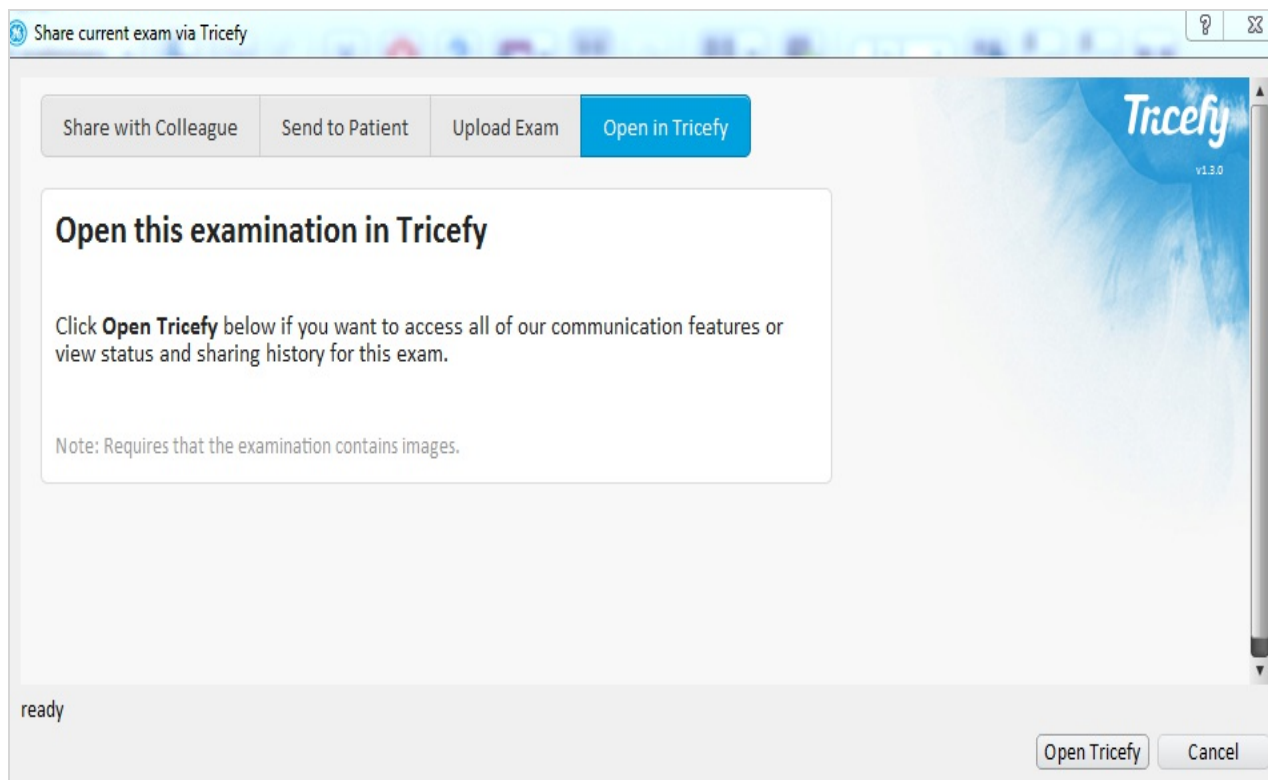 Share current exam via Tricefy
Share with Colleague
Send to Patient
Upload Exam
Open in Tricefy
Tricefy
v1.3.0
Open this examination in Tricefy
Click Open Tricefy below if you want to access all of our communication features or
view status and sharing history for this exam.
Note: Requires that the examination contains images.
ready
Open Tricefy
Cancel